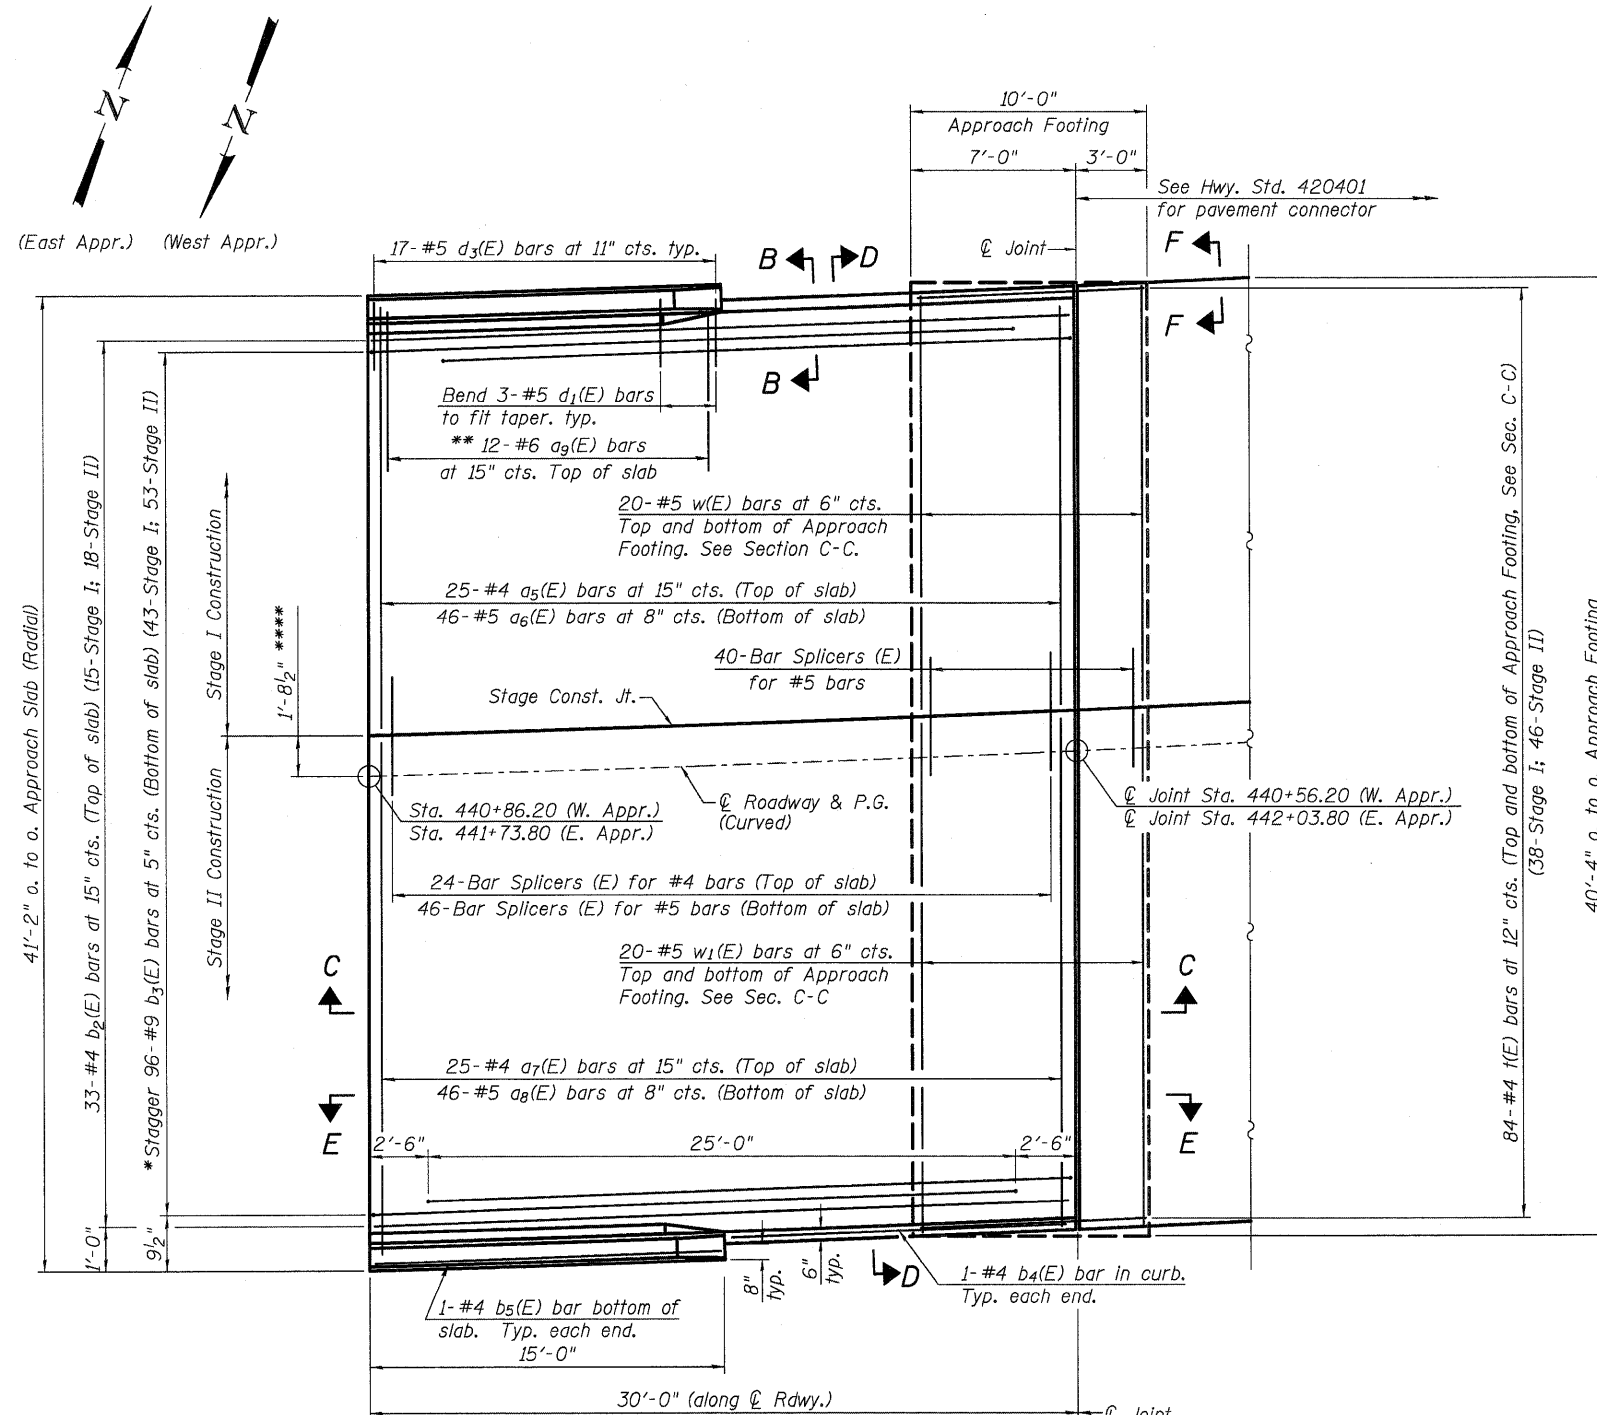 N
N
(East Appr.)
(West Appr.)
10'-0"
Approach Footing
7'-0"
3'-0"
See Hwy. Std. 420401
for pavement connector
17-#5 d3(E) bars at 11" cts. typ.
B
D
℄ Joint
F
F
B
Bend 3-#5 d1(E) bars
to fit taper. typ.
** 12-#6 a9(E) bars
at 15" cts. Top of slab
20-#5 w(E) bars at 6" cts.
Top and bottom of Approach
Footing. See Section C-C.
25-#4 a5(E) bars at 15" cts. (Top of slab)
46-#5 a6(E) bars at 8" cts. (Bottom of slab)
40-Bar Splicers (E)
for #5 bars
Stage Const. Jt.
41'-2" o. to o. Approach Slab (Radial)
33-#4 b2(E) bars at 15" cts. (Top of slab) (15-Stage I; 18-Stage II)
*Stagger 96-#9 b3(E) bars at 5" cts. (Bottom of slab) (43-Stage I; 53-Stage II)
Stage I Construction
Stage II Construction
1'-8½" ****
℄ Roadway & P.G.
(Curved)
Sta. 440+86.20 (W. Appr.)
Sta. 441+73.80 (E. Appr.)
℄ Joint Sta. 440+56.20 (W. Appr.)
℄ Joint Sta. 442+03.80 (E. Appr.)
24-Bar Splicers (E) for #4 bars (Top of slab)
46-Bar Splicers (E) for #5 bars (Bottom of slab)
20-#5 w1(E) bars at 6" cts.
Top and bottom of Approach
Footing. See Sec. C-C
C
C
25-#4 a7(E) bars at 15" cts. (Top of slab)
46-#5 a8(E) bars at 8" cts. (Bottom of slab)
E
E
2'-6"
25'-0"
2'-6"
84-#4 t(E) bars at 12" cts. (Top and bottom of Approach Footing, See Sec. C-C)
(38-Stage I; 46-Stage II)
40'-4" o. to o. Approach Footing
1'-0"
9½"
8"
typ.
6"
typ.
D
1-#4 b4(E) bar in curb.
Typ. each end.
1-#4 b5(E) bar bottom of
slab. Typ. each end.
15'-0"
30'-0" (along ℄ Rdwy.)
℄ Joint